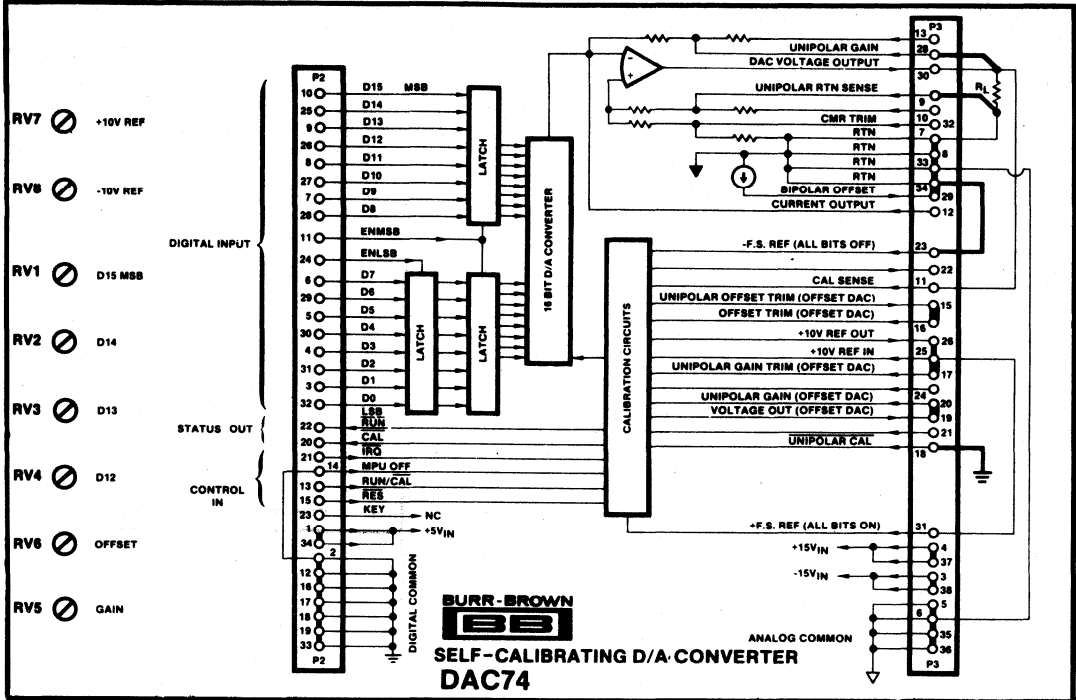 RV7 +10V REF
RV8 -10V REF
RV1 D15 MSB
RV2 D14
RV3 D13
RV4 D12
RV6 OFFSET
RV5 GAIN
DIGITAL INPUT
STATUS OUT
CONTROL
IN
P2
10 D15 MSB
25 D14
9 D13
26 D12
8 D11
27 D10
7 D9
28 D8
11 ENMSB
24 ENLSB
6 D7
29 D6
5 D5
30 D4
4 D3
31 D2
3 D1
32 D0
LSB
22 RUN
20 CAL
21 IRQ
14 MPU OFF
13 RUN/CAL
15 RES
23 KEY NC
1 +5VIN
34
2
12
16
17
18
19
33
P2
DIGITAL COMMON
LATCH
LATCH
LATCH
16 BIT D/A CONVERTER
CALIBRATION CIRCUITS
-
+
P3
13
UNIPOLAR GAIN 28
DAC VOLTAGE OUTPUT 30
RL
UNIPOLAR RTN SENSE
9
10
CMR TRIM 32
RTN 7
RTN 8
RTN 33
RTN 34
BIPOLAR OFFSET 29
CURRENT OUTPUT 12
-F.S. REF (ALL BITS OFF) 23
22
CAL SENSE 11
UNIPOLAR OFFSET TRIM (OFFSET DAC) 15
OFFSET TRIM (OFFSET DAC) 16
+10V REF OUT 26
+10V REF IN 25
UNIPOLAR GAIN TRIM (OFFSET DAC) 17
24
UNIPOLAR GAIN (OFFSET DAC) 20
VOLTAGE OUT (OFFSET DAC) 19
21
UNIPOLAR CAL 18
+F.S. REF (ALL BITS ON) 31
+15VIN 4
37
-15VIN 3
38
5
6
35
36
ANALOG COMMON
P3
BURR-BROWN
BB
SELF-CALIBRATING D/A CONVERTER
DAC74